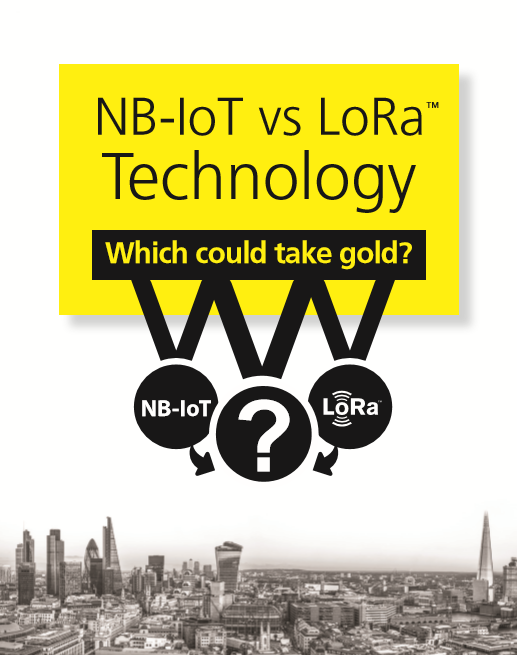 NB-IoT vs LoRa™
Technology
Which could take gold?
NB-IoT
?
LoRa™